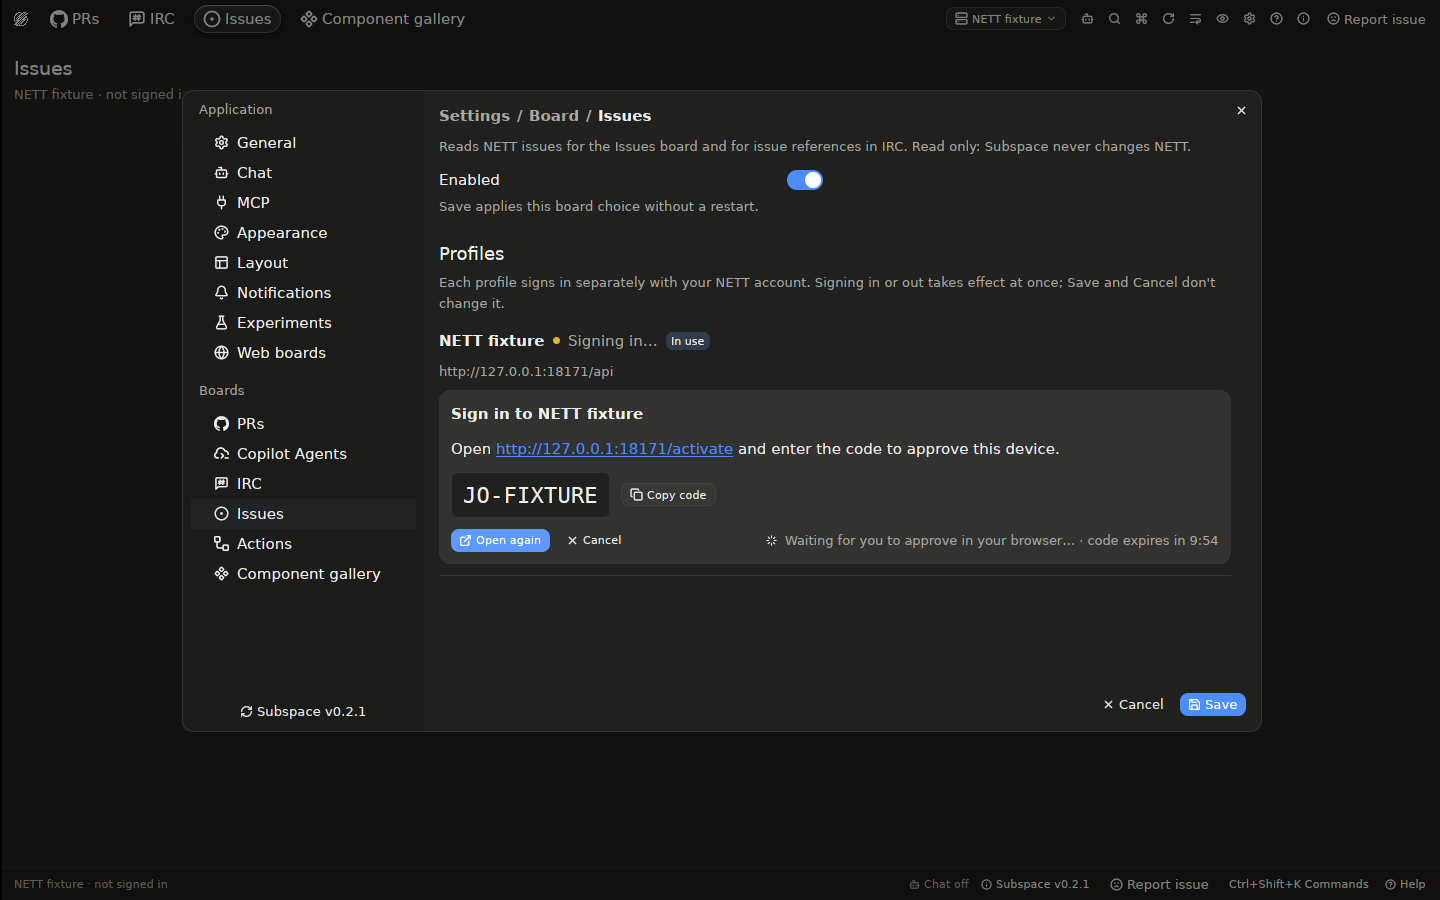 PRs
IRC
Issues
Component gallery
NETT fixture
Report issue
Issues
NETT fixture · not signed i
Application
General
Chat
MCP
Appearance
Layout
Notifications
Experiments
Web boards
Boards
PRs
Copilot Agents
IRC
Issues
Actions
Component gallery
Subspace v0.2.1
Settings / Board / Issues
Reads NETT issues for the Issues board and for issue references in IRC. Read only: Subspace never changes NETT.
Enabled
Save applies this board choice without a restart.
Profiles
Each profile signs in separately with your NETT account. Signing in or out takes effect at once; Save and Cancel don't
change it.
NETT fixture Signing in... In use
http://127.0.0.1:18171/api
Sign in to NETT fixture
Open http://127.0.0.1:18171/activate and enter the code to approve this device.
JO-FIXTURE Copy code
Open again Cancel Waiting for you to approve in your browser... · code expires in 9:54
Cancel Save
NETT fixture · not signed in
Chat off Subspace v0.2.1 Report issue Ctrl+Shift+K Commands Help